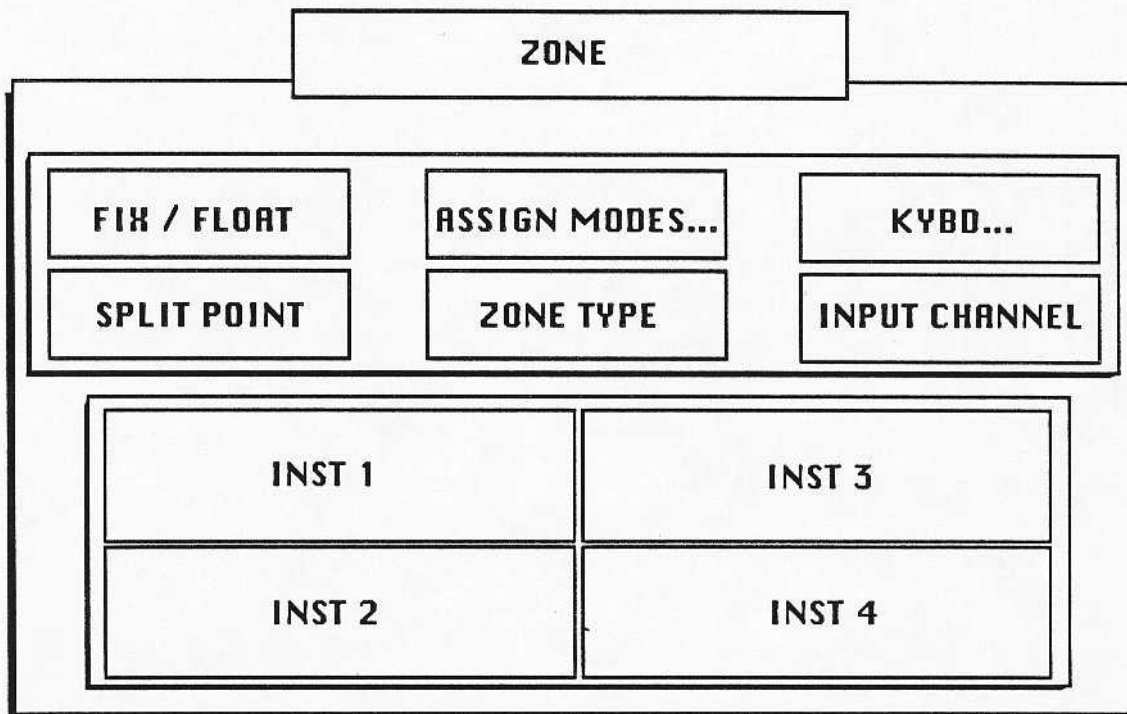 ZONE
FIX / FLOAT
ASSIGN MODES...
KYBD...
SPLIT POINT
ZONE TYPE
INPUT CHANNEL
INST 1
INST 3
INST 2
INST 4